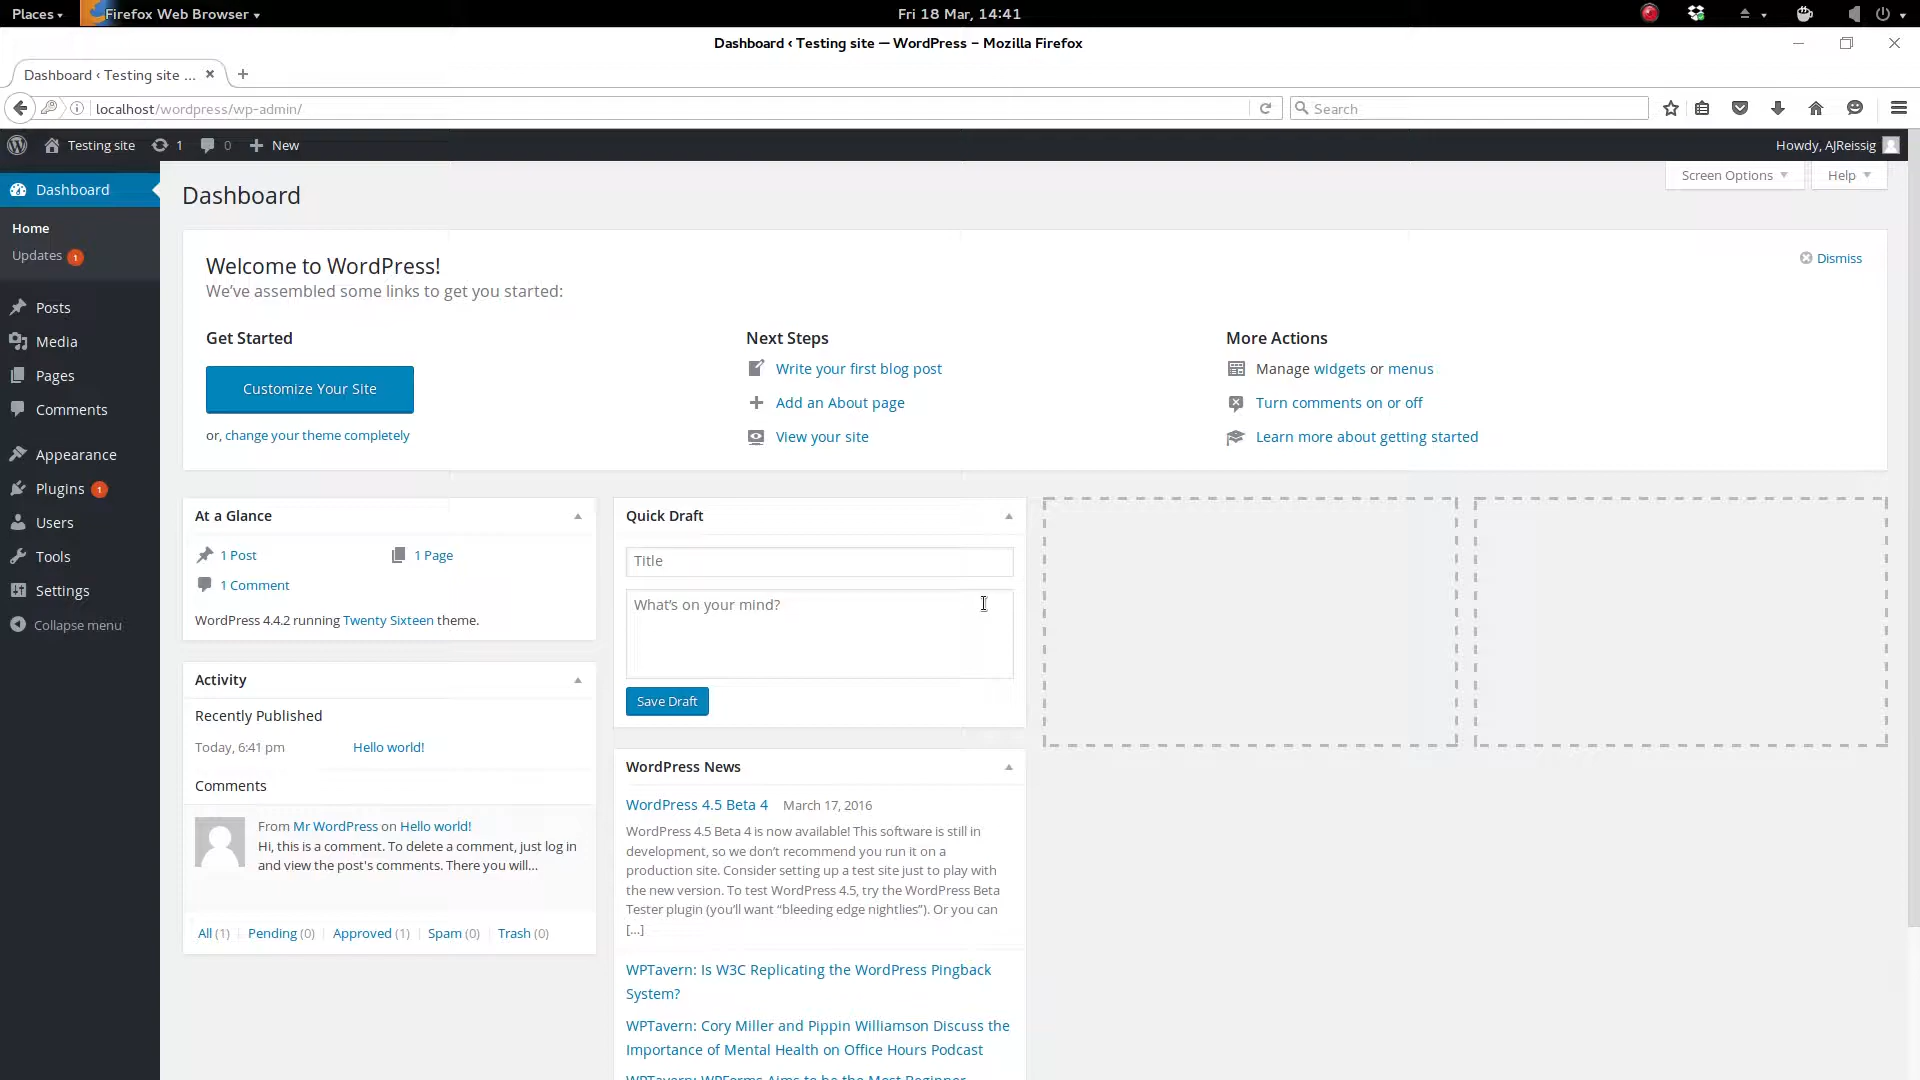 Places
Firefox Web Browser
Fri 18 Mar, 14:41
Dashboard ‹ Testing site — WordPress – Mozilla Firefox
Dashboard ‹ Testing site ...
localhost/wordpress/wp-admin/
Search
Testing site
1
0
New
Howdy, AJReissig
Dashboard
Home
Updates 1
Posts
Media
Pages
Comments
Appearance
Plugins 1
Users
Tools
Settings
Collapse menu
Dashboard
Screen Options
Help
Welcome to WordPress!
We've assembled some links to get you started:
Dismiss
Get Started
Customize Your Site
or, change your theme completely
Next Steps
Write your first blog post
Add an About page
View your site
More Actions
Manage widgets or menus
Turn comments on or off
Learn more about getting started
At a Glance
1 Post
1 Page
1 Comment
WordPress 4.4.2 running Twenty Sixteen theme.
Activity
Recently Published
Today, 6:41 pm Hello world!
Comments
From Mr WordPress on Hello world!
Hi, this is a comment. To delete a comment, just log in
and view the post's comments. There you will...
All (1) | Pending (0) | Approved (1) | Spam (0) | Trash (0)
Quick Draft
Title
What's on your mind?
Save Draft
WordPress News
WordPress 4.5 Beta 4 March 17, 2016
WordPress 4.5 Beta 4 is now available! This software is still in
development, so we don't recommend you run it on a
production site. Consider setting up a test site just to play with
the new version. To test WordPress 4.5, try the WordPress Beta
Tester plugin (you'll want “bleeding edge nightlies”). Or you can
[...]
WPTavern: Is W3C Replicating the WordPress Pingback
System?
WPTavern: Cory Miller and Pippin Williamson Discuss the
Importance of Mental Health on Office Hours Podcast
WPTavern: WPForms Aims to be the Most Beginner